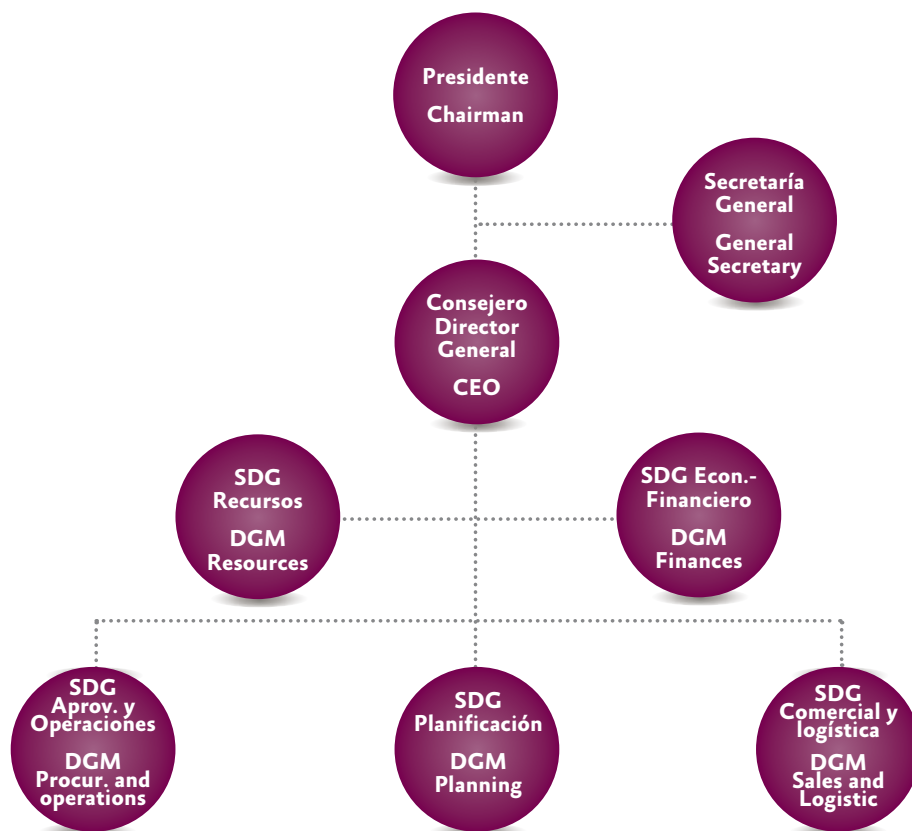 Presidente
Chairman
Secretaría
General
General
Secretary
Consejero
Director
General
CEO
SDG
Recursos
DGM
Resources
SDG Econ.-
Financiero
DGM
Finances
SDG
Aprov. y
Operaciones
DGM
Procur. and
operations
SDG
Planificación
DGM
Planning
SDG
Comercial y
logística
DGM
Sales and
Logistic